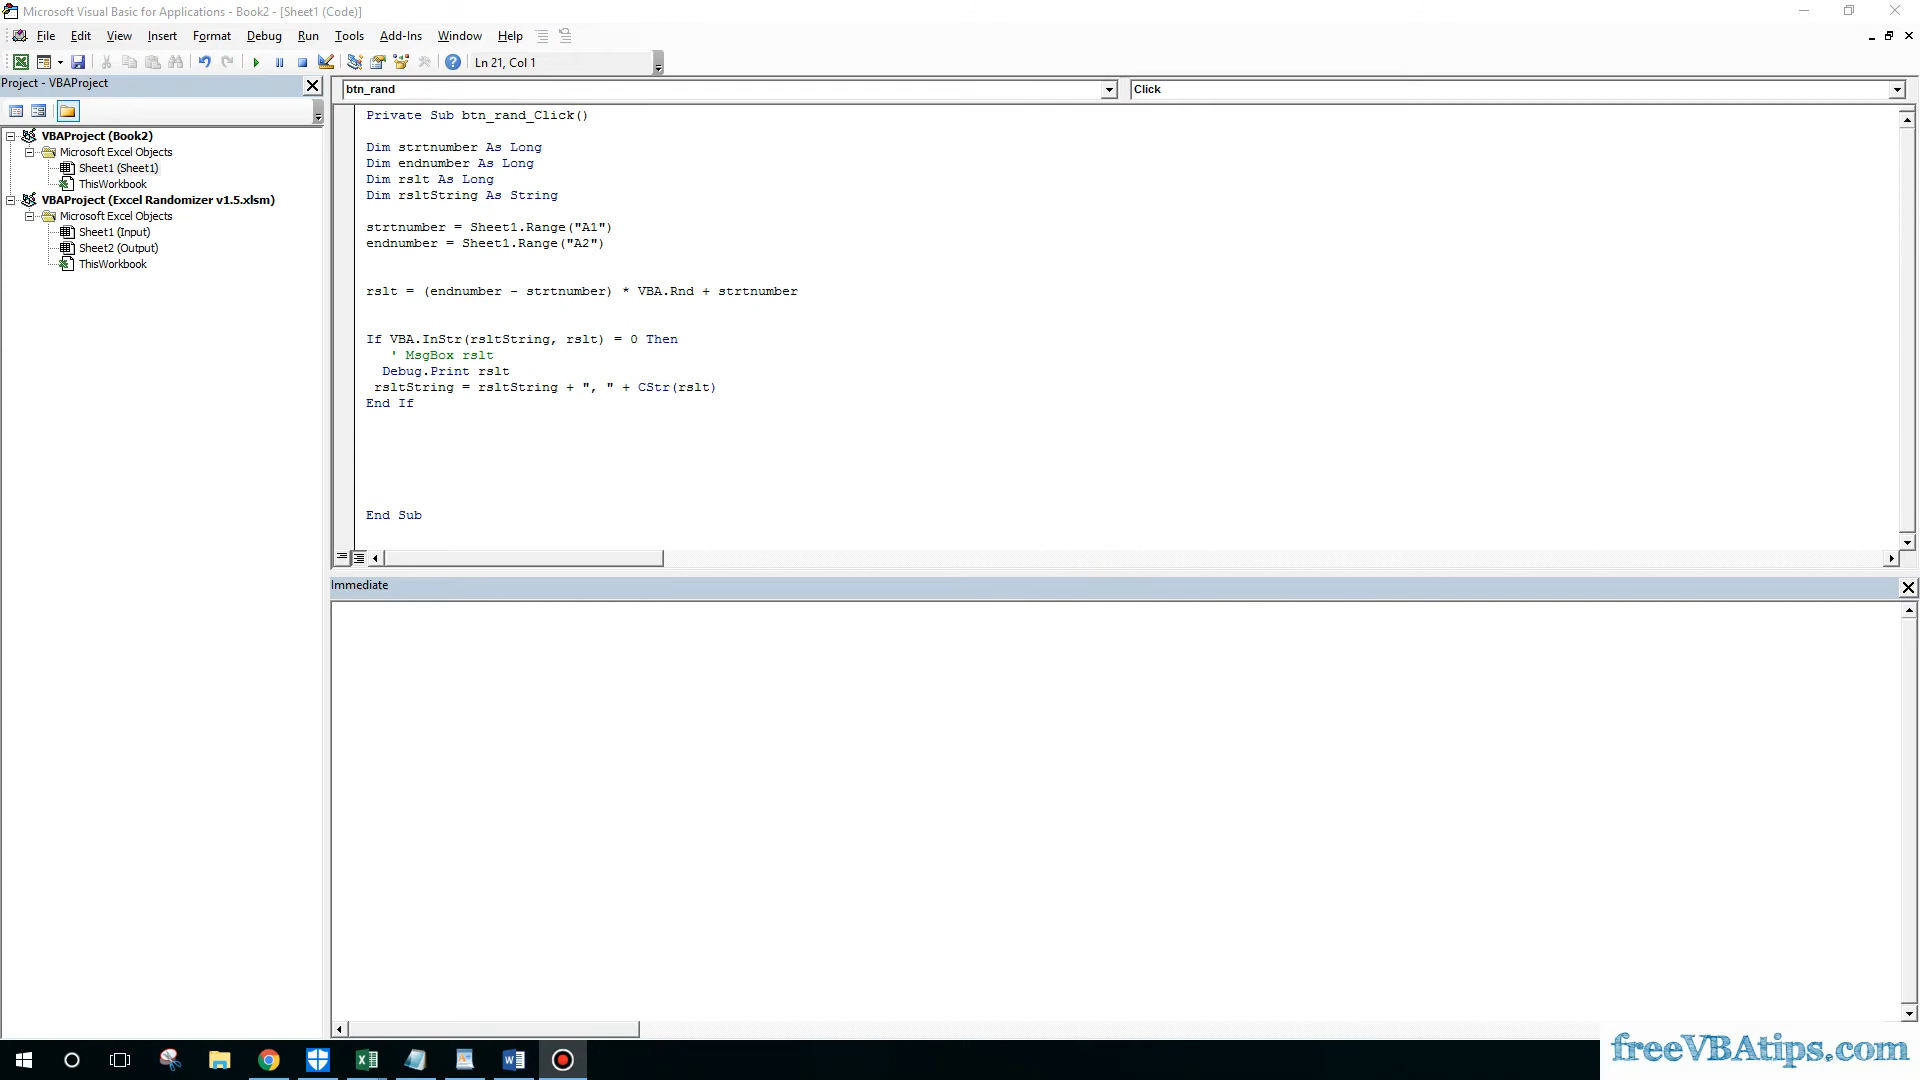 Microsoft Visual Basic for Applications - Book2 - [Sheet1 (Code)]
File Edit View Insert Format Debug Run Tools Add-Ins Window Help
Ln 21, Col 1
Project - VBAProject
VBAProject (Book2)
Microsoft Excel Objects
Sheet1 (Sheet1)
ThisWorkbook
VBAProject (Excel Randomizer v1.5.xlsm)
Microsoft Excel Objects
Sheet1 (Input)
Sheet2 (Output)
ThisWorkbook
btn_rand Click
Private Sub btn_rand_Click()
Dim strtnumber As Long
Dim endnumber As Long
Dim rslt As Long
Dim rsltString As String
strtnumber = Sheet1.Range("A1")
endnumber = Sheet1.Range("A2")
rslt = (endnumber - strtnumber) * VBA.Rnd + strtnumber
If VBA.InStr(rsltString, rslt) = 0 Then
' MsgBox rslt
Debug.Print rslt
rsltString = rsltString + ", " + CStr(rslt)
End If
End Sub
Immediate
freeVBAtips.com